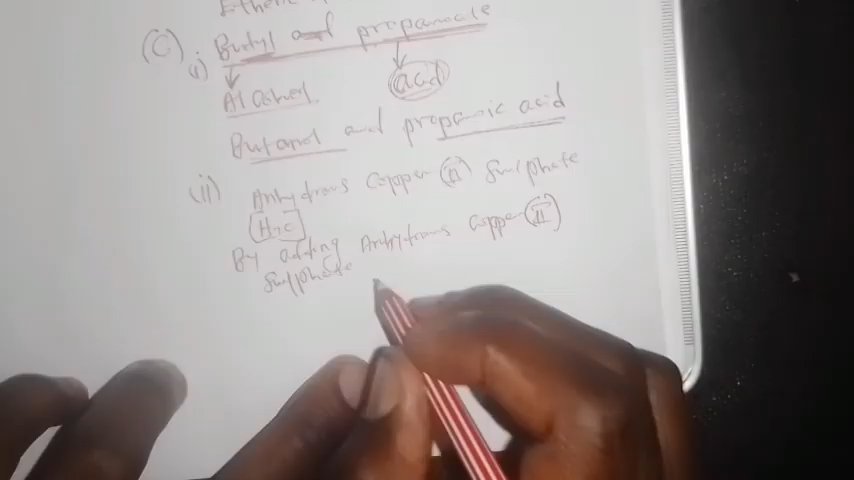 (C) i) Butyl and propanoate
Alcohol acid
Butanol and propanoic acid
(ii) Anhydrous Copper (II) Sulphate
By adding Anhydrous Copper (II)
Sulphate